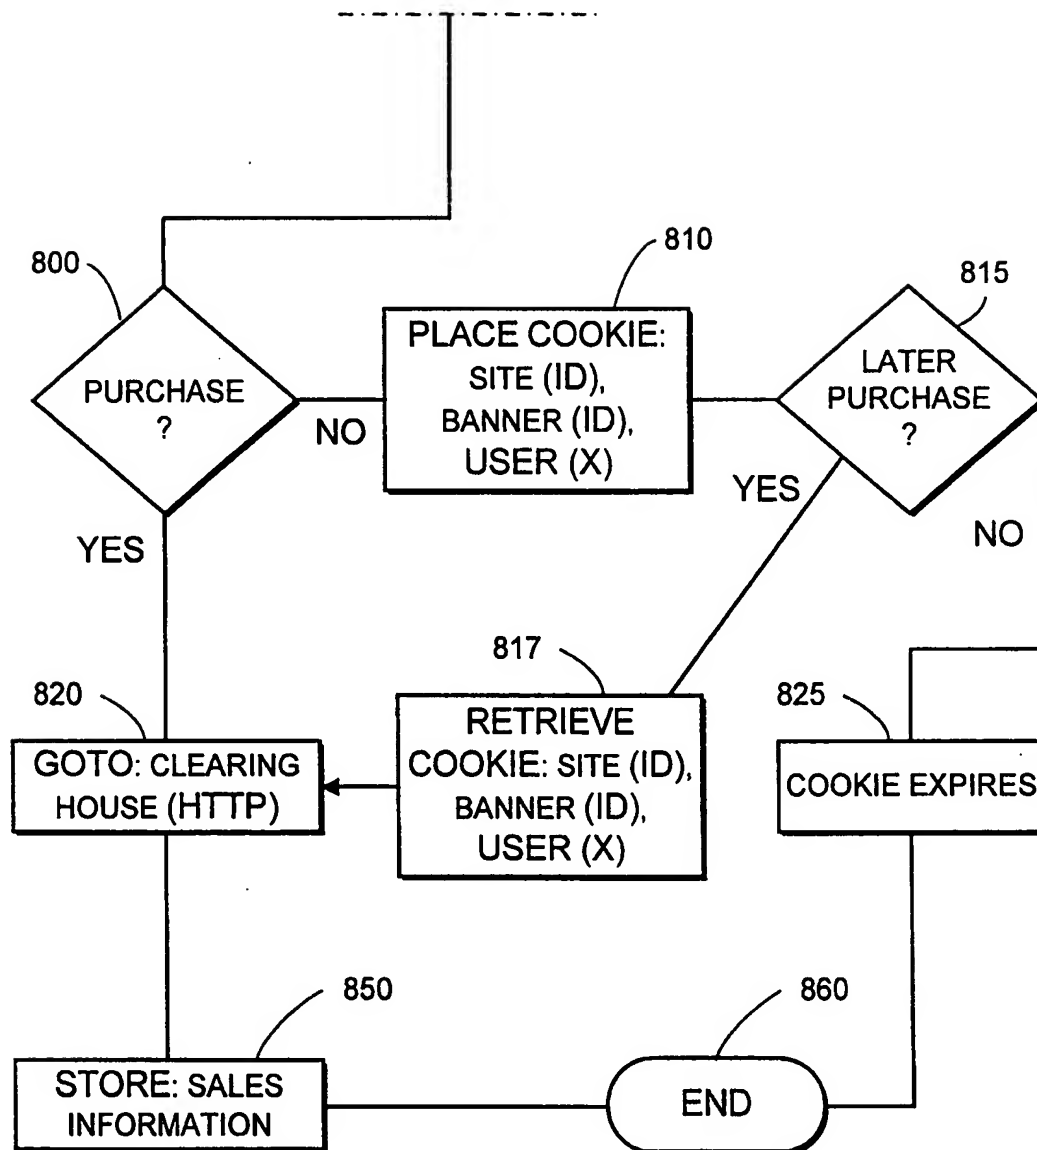 800
PURCHASE
?
NO
YES
810
PLACE COOKIE:
SITE (ID),
BANNER (ID),
USER (X)
815
LATER
PURCHASE
?
YES
NO
817
RETRIEVE
COOKIE: SITE (ID),
BANNER (ID),
USER (X)
820
GOTO: CLEARING
HOUSE (HTTP)
825
COOKIE EXPIRES
850
STORE: SALES
INFORMATION
860
END